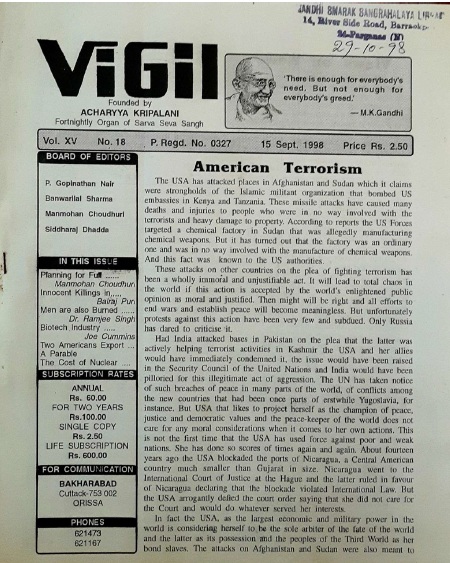 GANDHI SMARAK SANGRAHALAYA
14, River Side Road, Barrackp
24-Parganas (N)
29-10-98
ViGiL
Founded by
ACHARYYA KRIPALANI
Fortnightly Organ of Sarva Seva Sangh
'There is enough for everybody's
need. But not enough for
everybody's greed.'
— M.K.Gandhi
Vol. XV No. 18 P. Regd. No. 0327 15 Sept. 1998 Price Rs. 2.50
BOARD OF EDITORS
P. Gopinathan Nair
Banwarilal Sharma
Manmohan Choudhuri
Siddharaj Dhadda
IN THIS ISSUE
Planning for Full ......
Manmohan Choudhuri
Innocent Killings in.....
Balraj Puri
Men are also Burned .....
Dr. Ramjee Singh
Biotech Industry .....
Joe Cummins
Two Americans Export ...
A Parable
The Cost of Nuclear ...
SUBSCRIPTION RATES
ANNUAL
Rs. 60.00
FOR TWO YEARS
Rs.100.00
SINGLE COPY
Rs. 2.50
LIFE SUBSCRIPTION
Rs. 600.00
FOR COMMUNICATION
BAKHARABAD
Cuttack-753 002
ORISSA
PHONES
621473
621167
American Terrorism
The USA has attacked places in Afghanistan and Sudan which it claims
were strongholds of the Islamic militant organization that bombed US
embassies in Kenya and Tanzania. These missile attacks have caused many
deaths and injuries to people who were in no way involved with the
terrorists and heavy damage to property. According to reports the US Forces
targeted a chemical factory in Sudan that was allegedly manufacturing
chemical weapons. But it has turned out that the factory was an ordinary
one and was in no way involved with the manufacture of chemical weapons.
And this fact was known to the US authorities.
These attacks on other countries on the plea of fighting terrorism has
been a wholly immoral and unjustifiable act. It will lead to total chaos in
the world if this action is accepted by the world's enlightened public
opinion as moral and justified. Then might will be right and all efforts to
end wars and establish peace will become meaningless. But unfortunately
protests against this action have been very few and subdued. Only Russia
has dared to criticise it.
Had India attacked bases in Pakistan on the plea that the latter was
actively helping terrorist activities in Kashmir the USA and her allies
would have immediately condemned it, the issue would have been raised
in the Security Council of the United Nations and India would have been
pilloried for this illegitimate act of aggression. The UN has taken notice
of such breaches of peace in many parts of the world, of conflicts among
the new countries that had been once parts of erstwhile Yugoslavia, for
instance. But USA that likes to project herself as the champion of peace,
justice and democratic values and the peace-keeper of the world does not
care for any moral considerations when it comes to her own actions. This
is not the first time that the USA has used force against poor and weak
nations. She has done so scores of times again and again. About fourteen
years ago the USA blockaded the ports of Nicaragua, a Central American
country much smaller than Gujarat in size. Nicaragua went to the
International Court of Justice at the Hague and the latter ruled in favour
of Nicaragua declaring that the blockade violated International Law. But
the USA arrogantly defied the court order saying that she did not care for
the Court and would do whatever served her interests.
In fact the USA, as the largest economic and military power in the
world is considering herself to be the sole arbiter of the fate of the world
and the latter as its possession and the peoples of the Third World as her
bond slaves. The attacks on Afghanistan and Sudan were also meant to